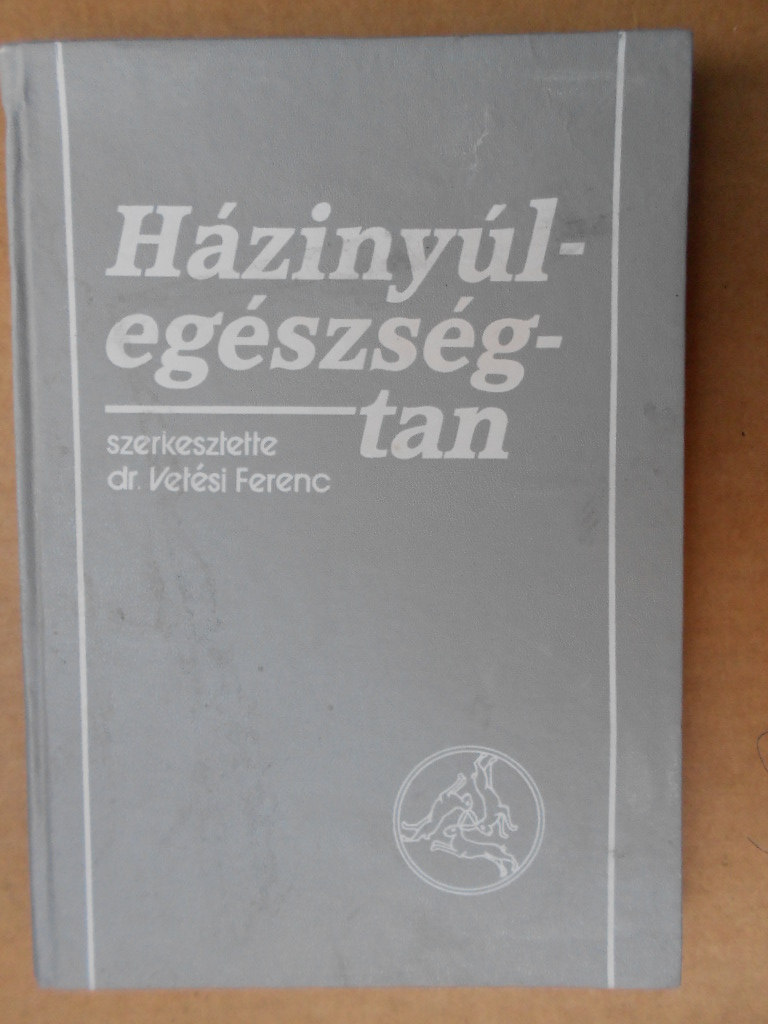 Házinyúl-
egészség-
tan
szerkesztette
dr. Vetési Ferenc